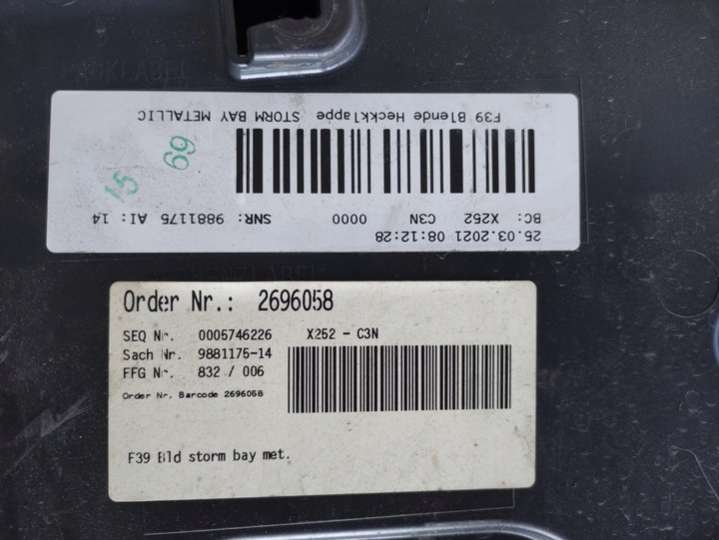 F39 Blende Heckklappe STORM BAY METALLIC
69
15
BC: X252 C3N 0000 SNR: 9881175 AI: 14
25.03.2021 08:12:28
Order Nr.: 2696058
SEQ Nr. 0005746226 X252 - C3N
Sach Nr. 9881175-14
FFG Nr. 832 / 006
Order Nr. Barcode 2696058
F39 Bld storm bay met.